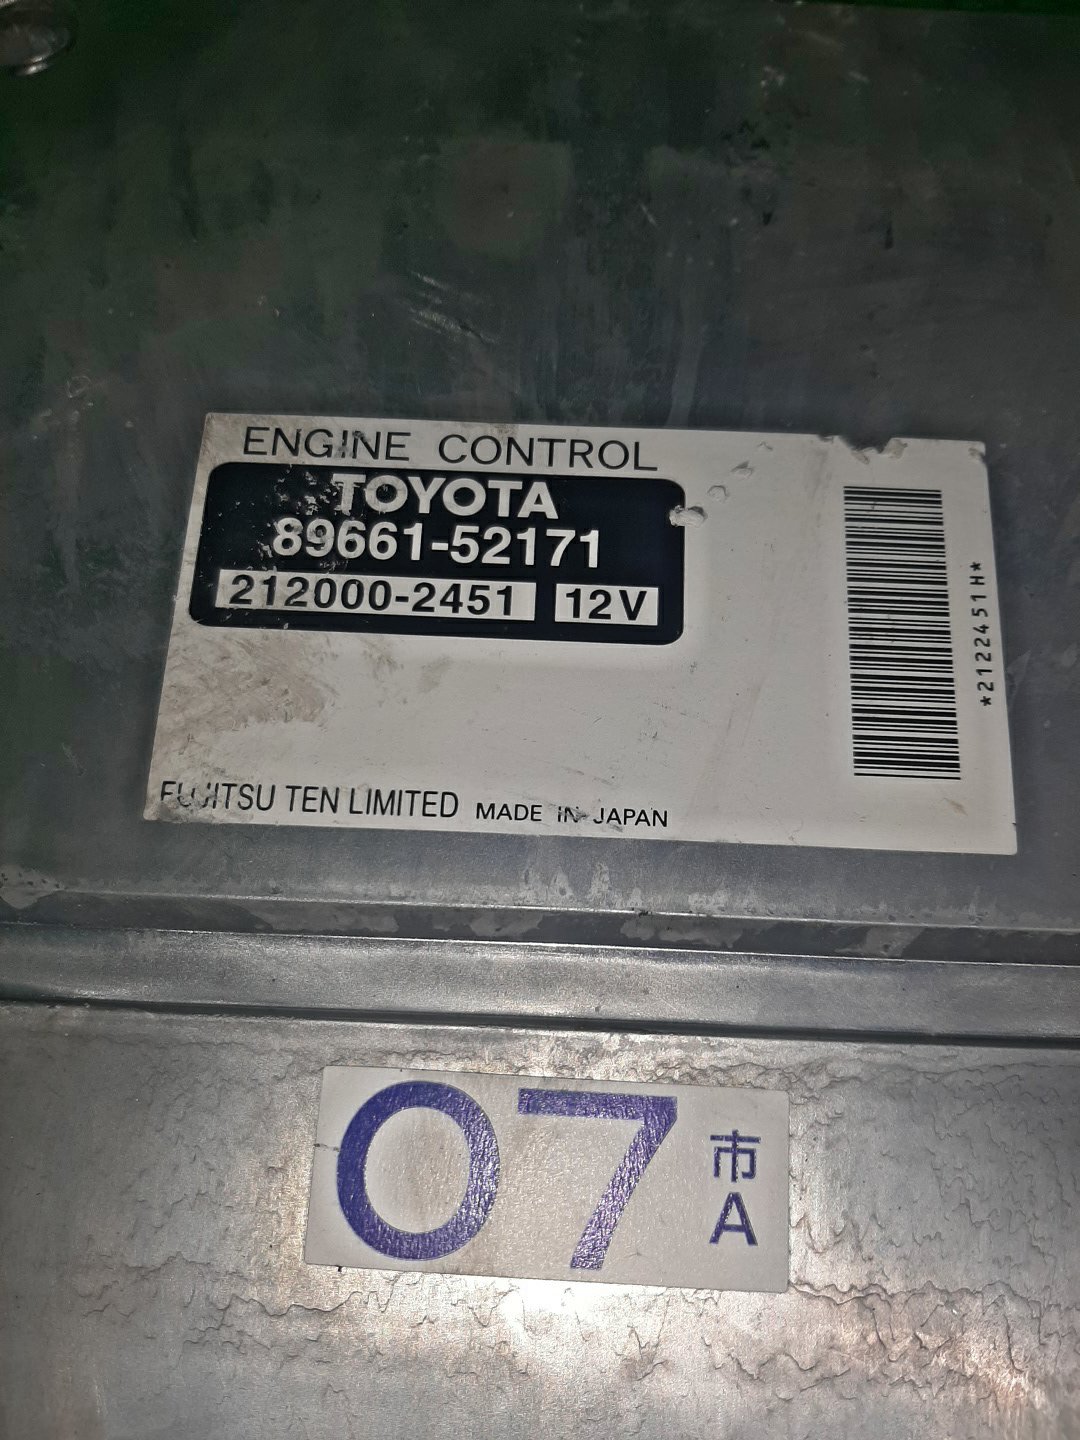 ENGINE CONTROL
TOYOTA
89661-52171
212000-2451 12V
*2122451H*
FUJITSU TEN LIMITED MADE IN JAPAN
07 市
A